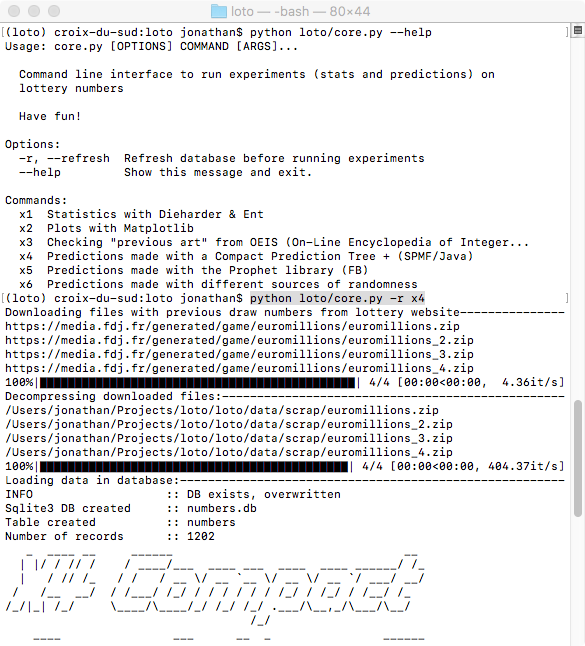 loto — -bash — 80×44
(loto) croix-du-sud:loto jonathan$ python loto/core.py --help
Usage: core.py [OPTIONS] COMMAND [ARGS]...
Command line interface to run experiments (stats and predictions) on
lottery numbers
Have fun!
Options:
-r, --refresh  Refresh database before running experiments
--help         Show this message and exit.
Commands:
x1  Statistics with Dieharder & Ent
x2  Plots with Matplotlib
x3  Checking "previous art" from OEIS (On-Line Encyclopedia of Integer...
x4  Predictions made with a Compact Prediction Tree + (SPMF/Java)
x5  Predictions made with the Prophet library (FB)
x6  Predictions made with different sources of randomness
(loto) croix-du-sud:loto jonathan$ python loto/core.py -r x4
Downloading files with previous draw numbers from lottery website---------------
https://media.fdj.fr/generated/game/euromillions/euromillions.zip
https://media.fdj.fr/generated/game/euromillions/euromillions_2.zip
https://media.fdj.fr/generated/game/euromillions/euromillions_3.zip
https://media.fdj.fr/generated/game/euromillions/euromillions_4.zip
100%| | 4/4 [00:00<00:00,  4.36it/s]
Decompressing downloaded files:-------------------------------------------------
/Users/jonathan/Projects/loto/loto/data/scrap/euromillions.zip
/Users/jonathan/Projects/loto/loto/data/scrap/euromillions_2.zip
/Users/jonathan/Projects/loto/loto/data/scrap/euromillions_3.zip
/Users/jonathan/Projects/loto/loto/data/scrap/euromillions_4.zip
100%| | 4/4 [00:00<00:00, 404.37it/s]
Loading data in database:-------------------------------------------------------
INFO                   :: DB exists, overwritten
Sqlite3 DB created     :: numbers.db
Table created          :: numbers
Number of records      :: 1202
X4 Compact